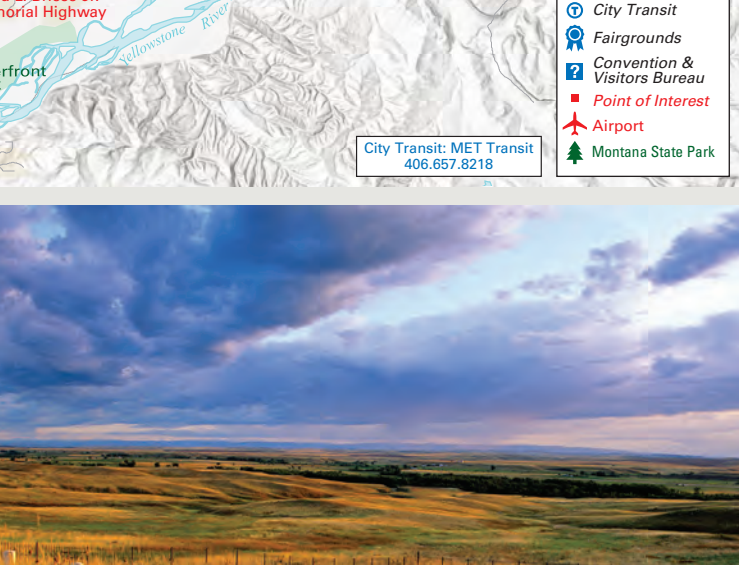 morial Highway
Yellowstone River
rfront
City Transit
Fairgrounds
Convention &
Visitors Bureau
Point of Interest
Airport
Montana State Park
City Transit: MET Transit
406.657.8218